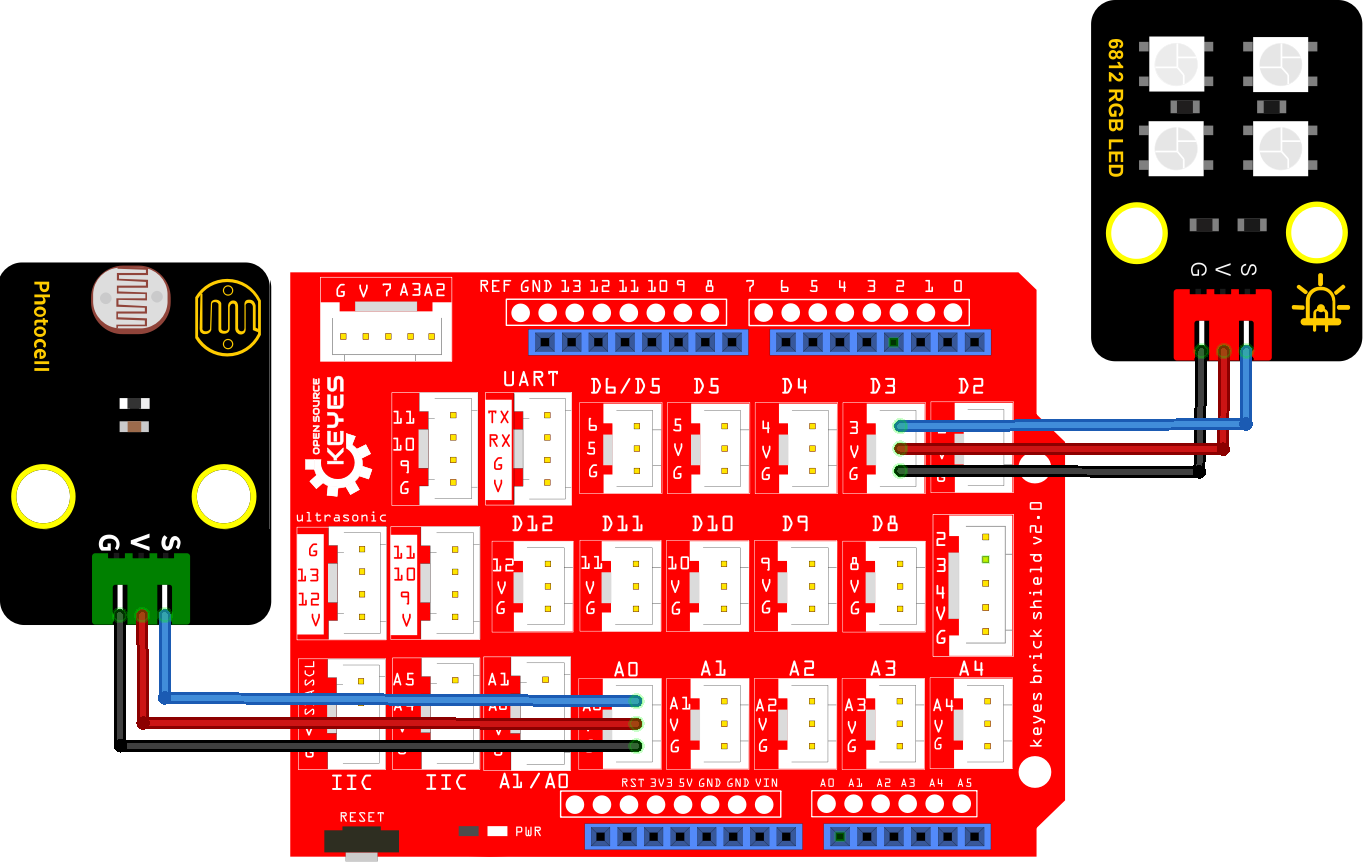 6812 RGB LED
G V S
Photocell
G V S
G V 7 A3 A2
REF GND 13 12 11 10 9 8
7 6 5 4 3 2 1 0
OPEN SOURCE
KEYES
UART
D6/D5
D5
D4
D3
D2
11
10
9
G
TX
RX
G
V
6
5
G
5
V
G
4
V
G
3
V
G
G
ultrasonic
D12
D11
D10
D9
D8
G
13
12
V
11
10
9
V
12
V
G
11
V
G
10
V
G
9
V
G
8
V
G
2
3
4
V
G
keyes brick shield v2.0
A0
A1
A2
A3
A4
A5
A1
A1
V
G
A2
V
G
A3
V
G
A4
V
G
IIC
IIC
A1/A0
RST 3V3 5V GND GND VIN
A0 A1 A2 A3 A4 A5
RESET
PWR